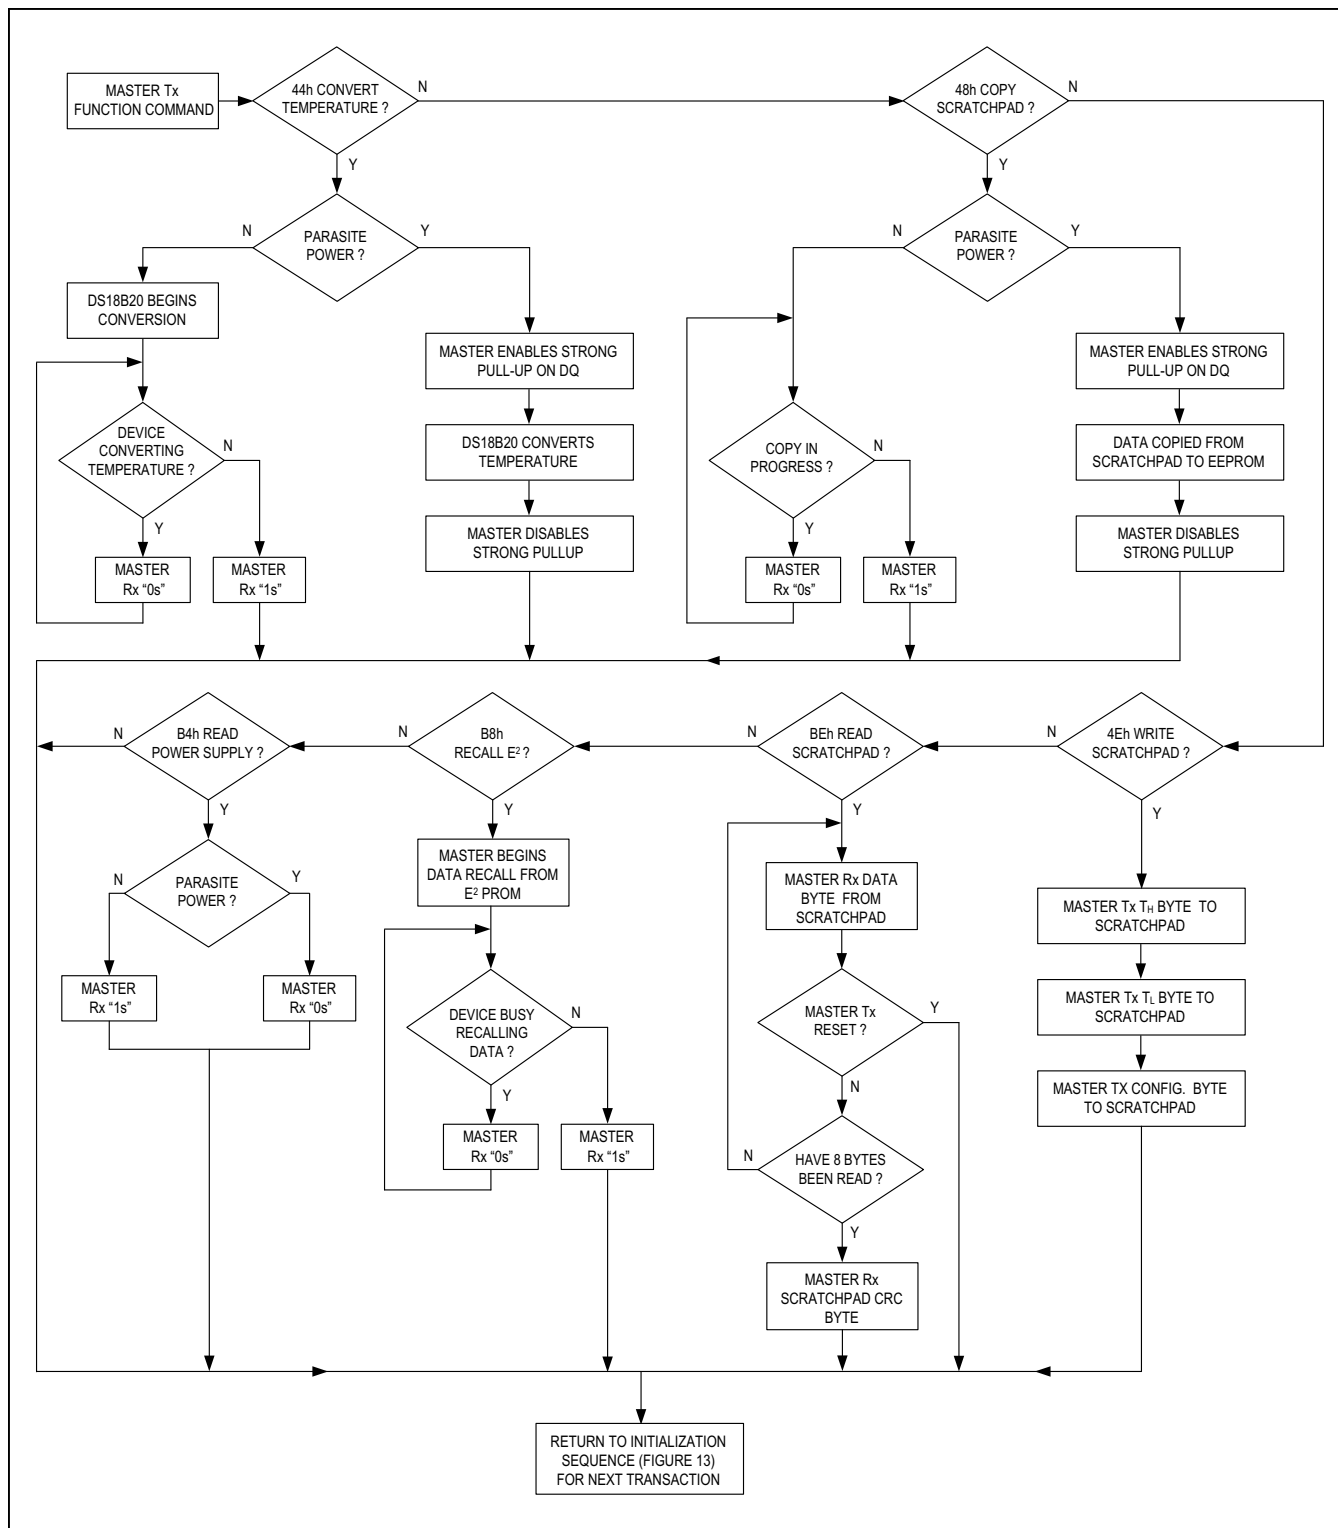 MASTER Tx
FUNCTION COMMAND
44h CONVERT
TEMPERATURE ?
N
Y
48h COPY
SCRATCHPAD ?
N
Y
PARASITE
POWER ?
N
Y
PARASITE
POWER ?
N
Y
DS18B20 BEGINS
CONVERSION
MASTER ENABLES STRONG
PULL-UP ON DQ
MASTER ENABLES STRONG
PULL-UP ON DQ
DEVICE
CONVERTING
TEMPERATURE ?
N
Y
DS18B20 CONVERTS
TEMPERATURE
COPY IN
PROGRESS ?
N
Y
DATA COPIED FROM
SCRATCHPAD TO EEPROM
MASTER DISABLES
STRONG PULLUP
MASTER DISABLES
STRONG PULLUP
MASTER
Rx “0s”
MASTER
Rx “1s”
MASTER
Rx “0s”
MASTER
Rx “1s”
B4h READ
POWER SUPPLY ?
N
Y
B8h
RECALL E² ?
N
Y
BEh READ
SCRATCHPAD ?
N
Y
4Eh WRITE
SCRATCHPAD ?
N
Y
PARASITE
POWER ?
N
Y
MASTER BEGINS
DATA RECALL FROM
E² PROM
MASTER Rx DATA
BYTE FROM
SCRATCHPAD
MASTER Tx TH BYTE TO
SCRATCHPAD
MASTER
Rx “1s”
MASTER
Rx “0s”
DEVICE BUSY
RECALLING
DATA ?
N
Y
MASTER Tx
RESET ?
Y
N
MASTER Tx TL BYTE TO
SCRATCHPAD
MASTER TX CONFIG. BYTE
TO SCRATCHPAD
MASTER
Rx “0s”
MASTER
Rx “1s”
HAVE 8 BYTES
BEEN READ ?
N
Y
MASTER Rx
SCRATCHPAD CRC
BYTE
RETURN TO INITIALIZATION
SEQUENCE (FIGURE 13)
FOR NEXT TRANSACTION